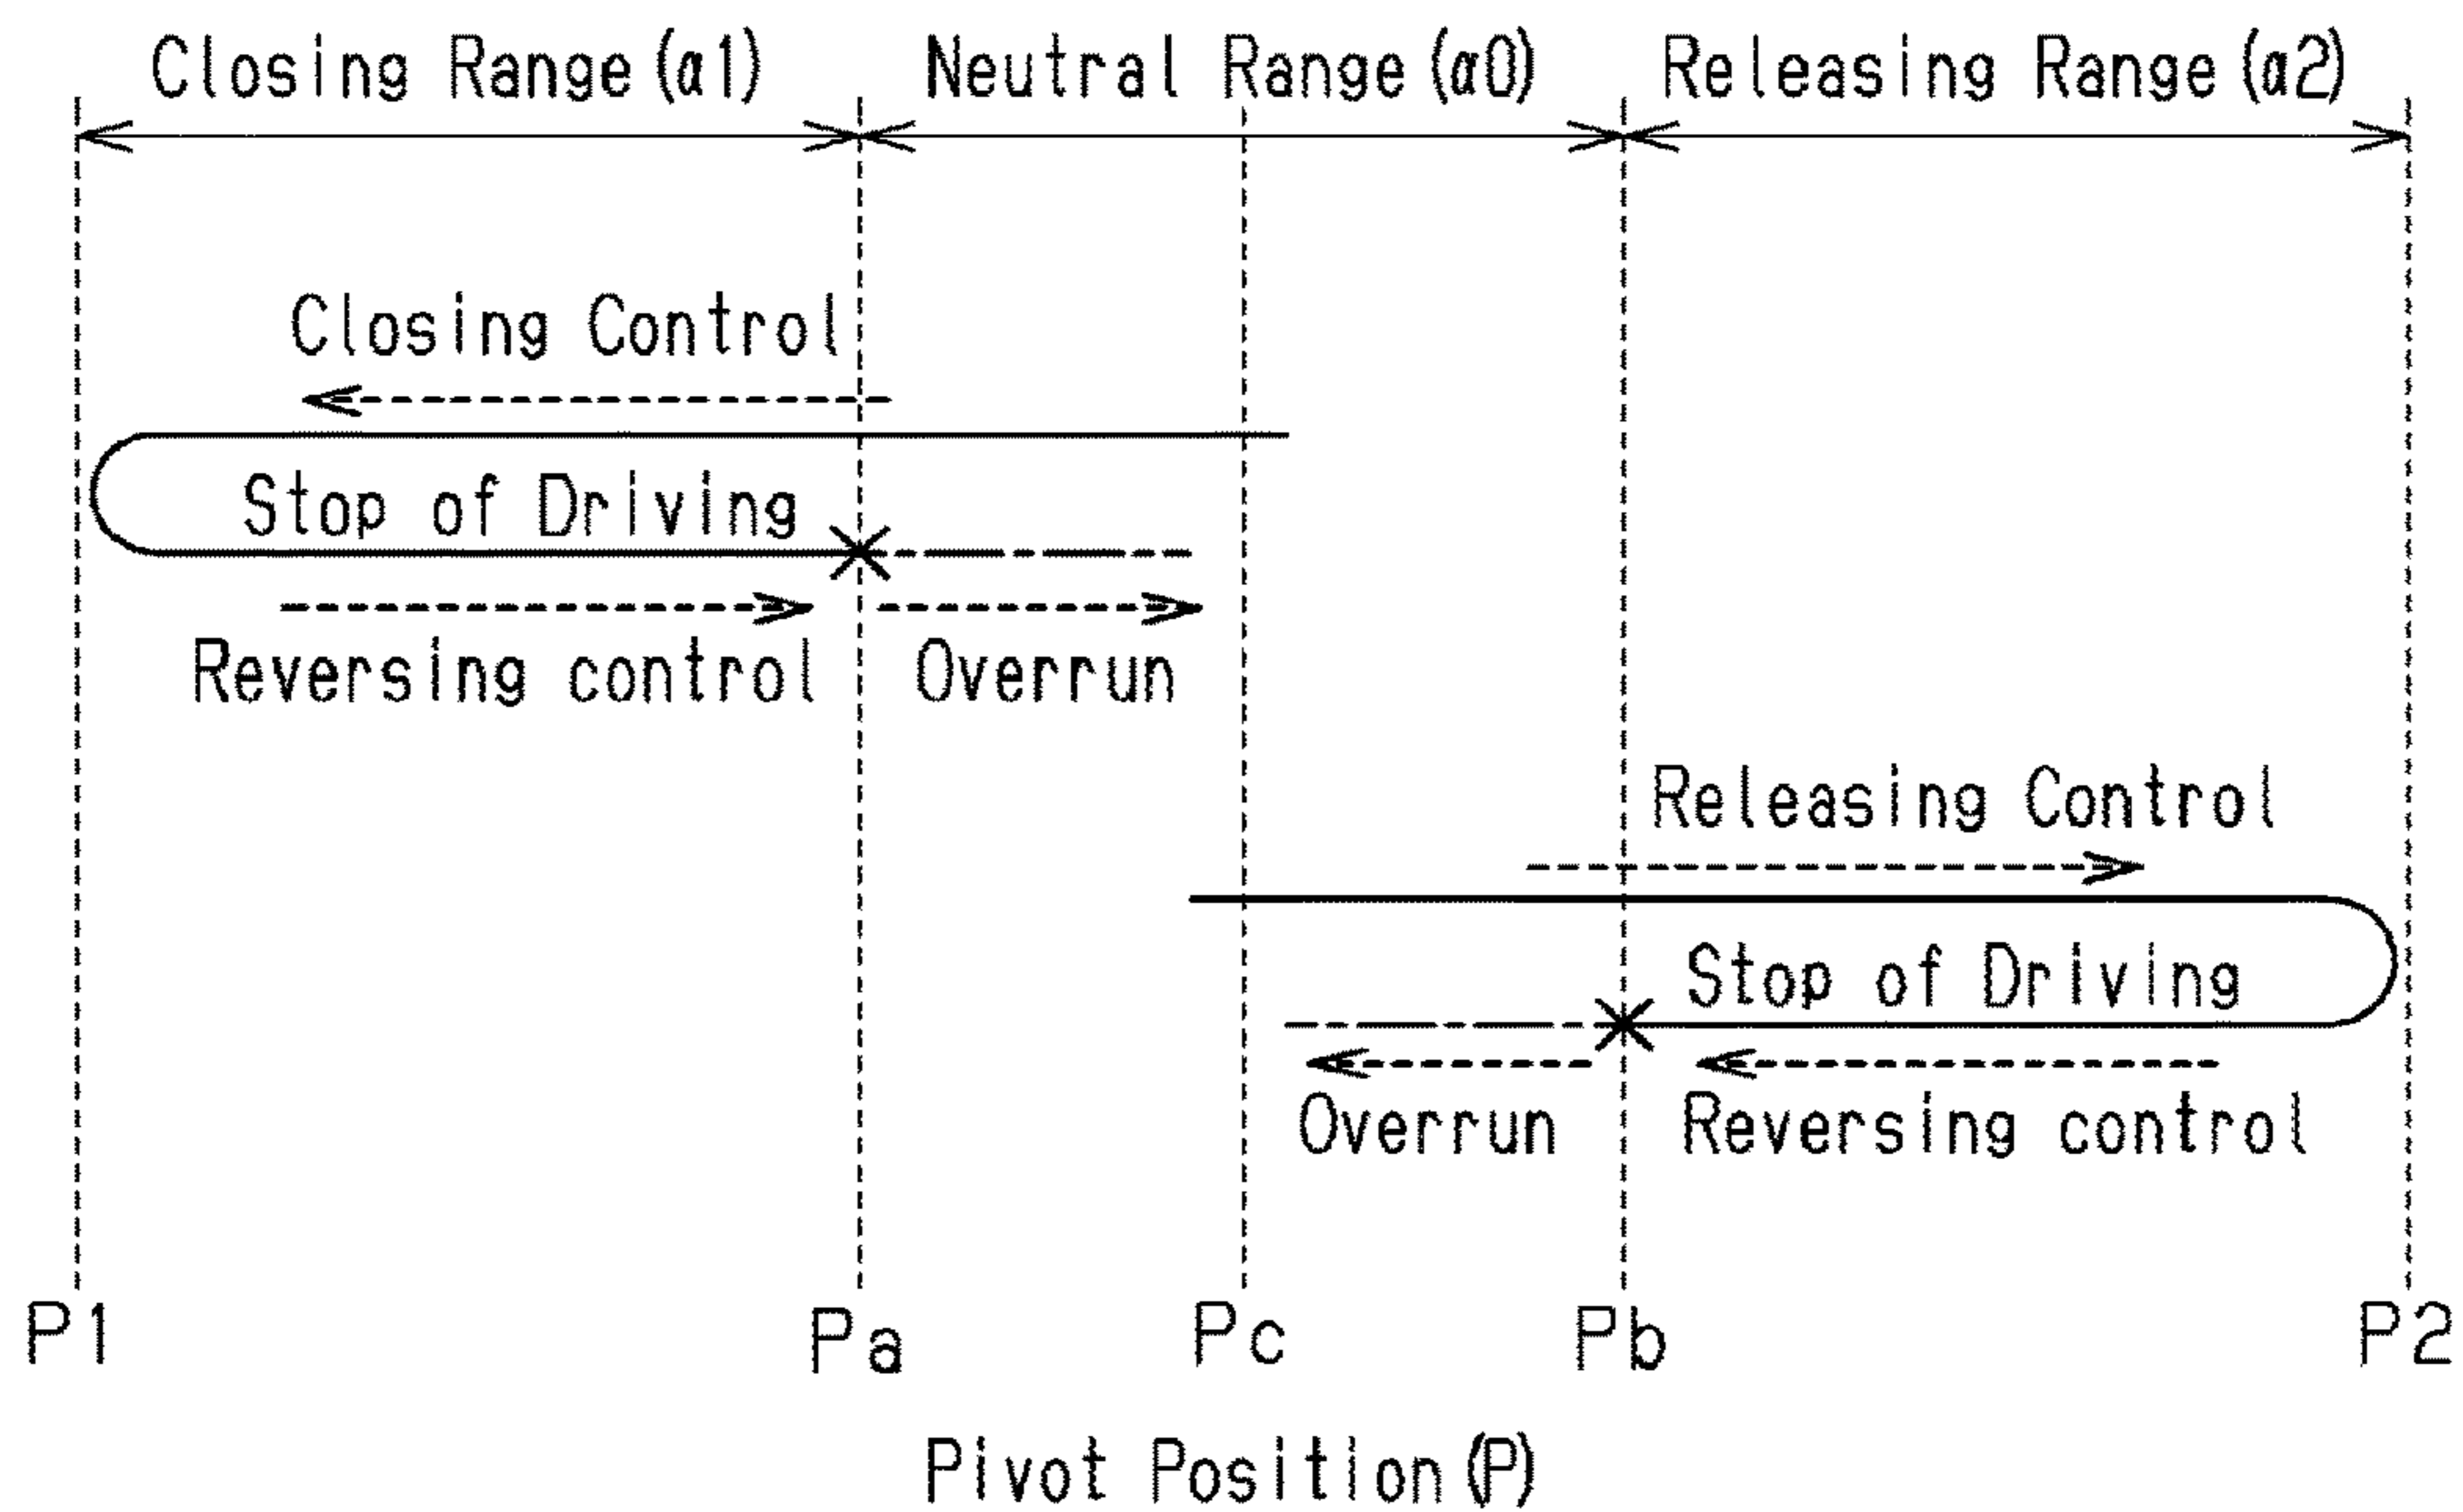 Closing Range(α1) Neutral Range(α0) Releasing Range(α2)
Closing Control
Stop of Driving
Reversing control Overrun
Releasing Control
Stop of Driving
Overrun Reversing control
P1 Pa Pc Pb P2
Pivot Position(P)